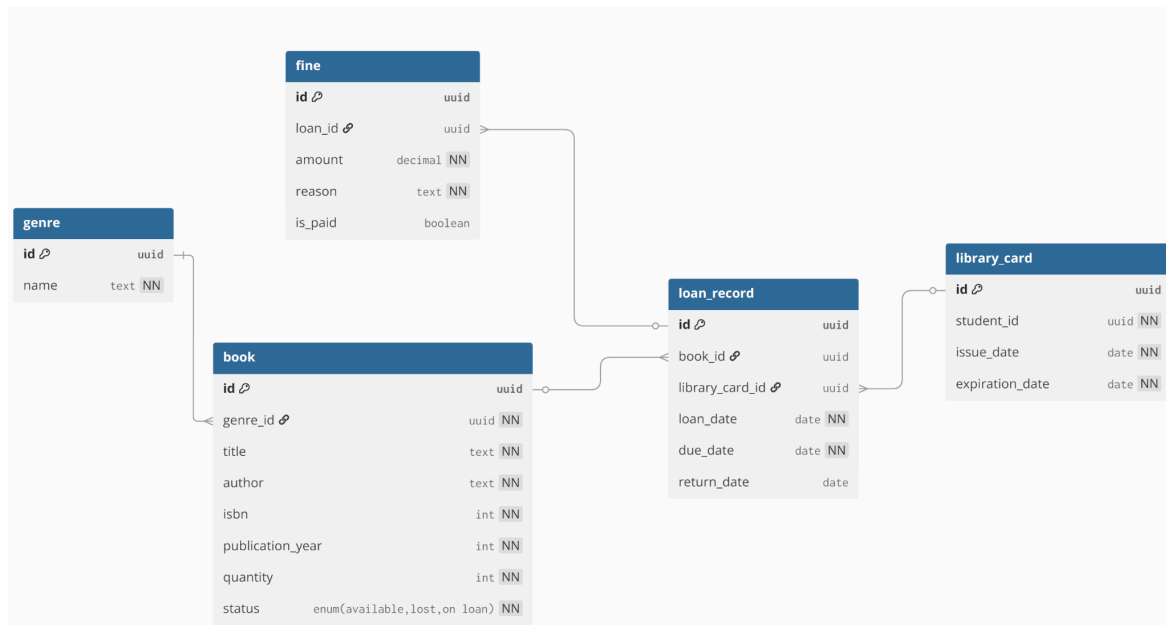 fine
id uuid
loan_id uuid
amount decimal NN
reason text NN
is_paid boolean
genre
id uuid
name text NN
book
id uuid
genre_id uuid NN
title text NN
author text NN
isbn int NN
publication_year int NN
quantity int NN
status enum(available,lost,on loan) NN
loan_record
id uuid
book_id uuid
library_card_id uuid
loan_date date NN
due_date date NN
return_date date
library_card
id uuid
student_id uuid NN
issue_date date NN
expiration_date date NN